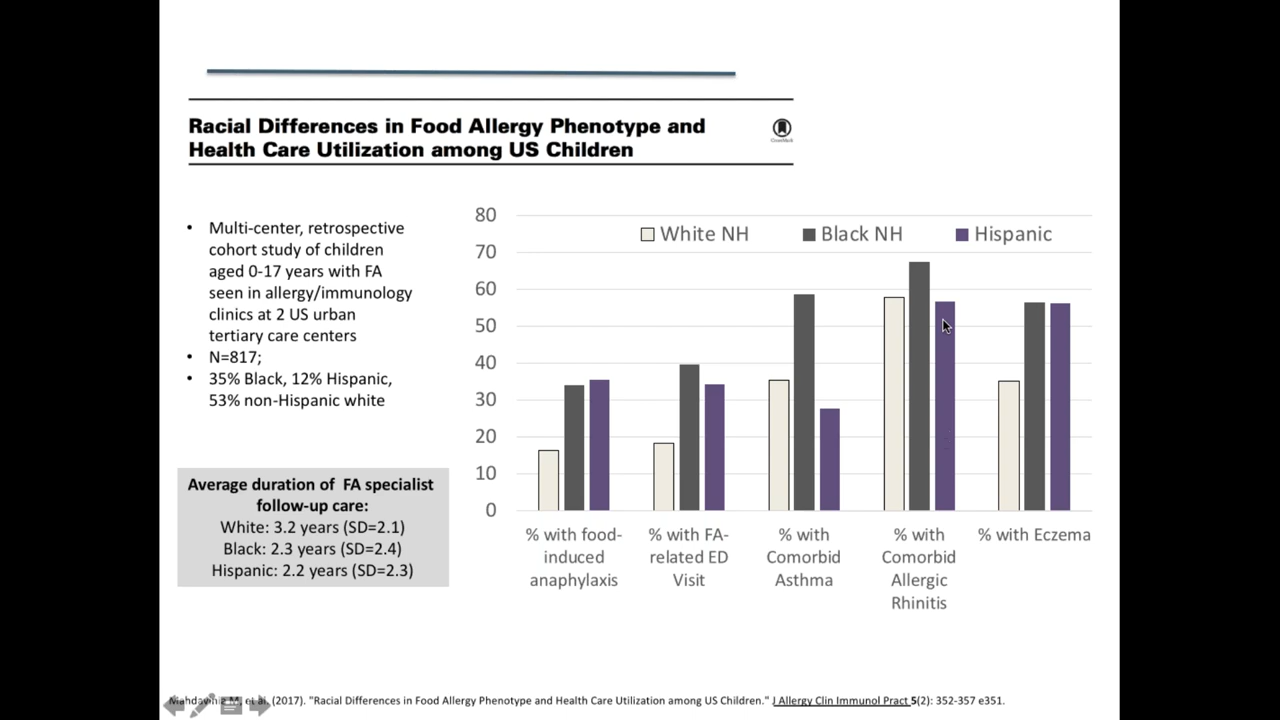 Racial Differences in Food Allergy Phenotype and
Health Care Utilization among US Children
CrossMark
• Multi-center, retrospective
cohort study of children
aged 0-17 years with FA
seen in allergy/immunology
clinics at 2 US urban
tertiary care centers
• N=817;
• 35% Black, 12% Hispanic,
53% non-Hispanic white
Average duration of FA specialist
follow-up care:
White: 3.2 years (SD=2.1)
Black: 2.3 years (SD=2.4)
Hispanic: 2.2 years (SD=2.3)
80
70
60
50
40
30
20
10
0
White NH
Black NH
Hispanic
% with food-
induced
anaphylaxis
% with FA-
related ED
Visit
% with
Comorbid
Asthma
% with
Comorbid
Allergic
Rhinitis
% with Eczema
M, et al. (2017). "Racial Differences in Food Allergy Phenotype and Health Care Utilization among US Children." J Allergy Clin Immunol Pract 5(2): 352-357 e351.